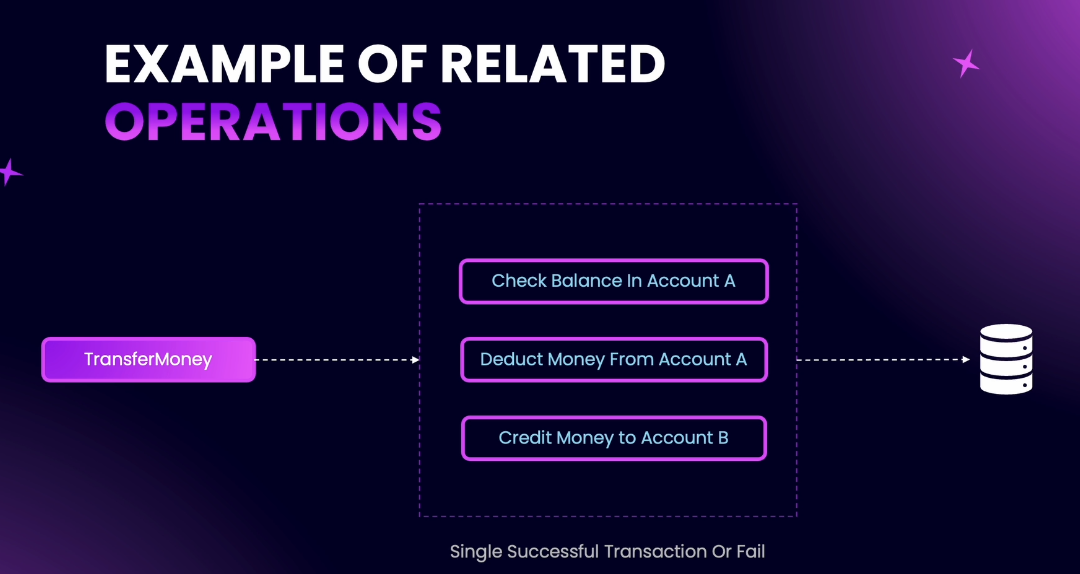 EXAMPLE OF RELATED
OPERATIONS
Check Balance In Account A
TransferMoney
Deduct Money From Account A
Credit Money to Account B
Single Successful Transaction Or Fail